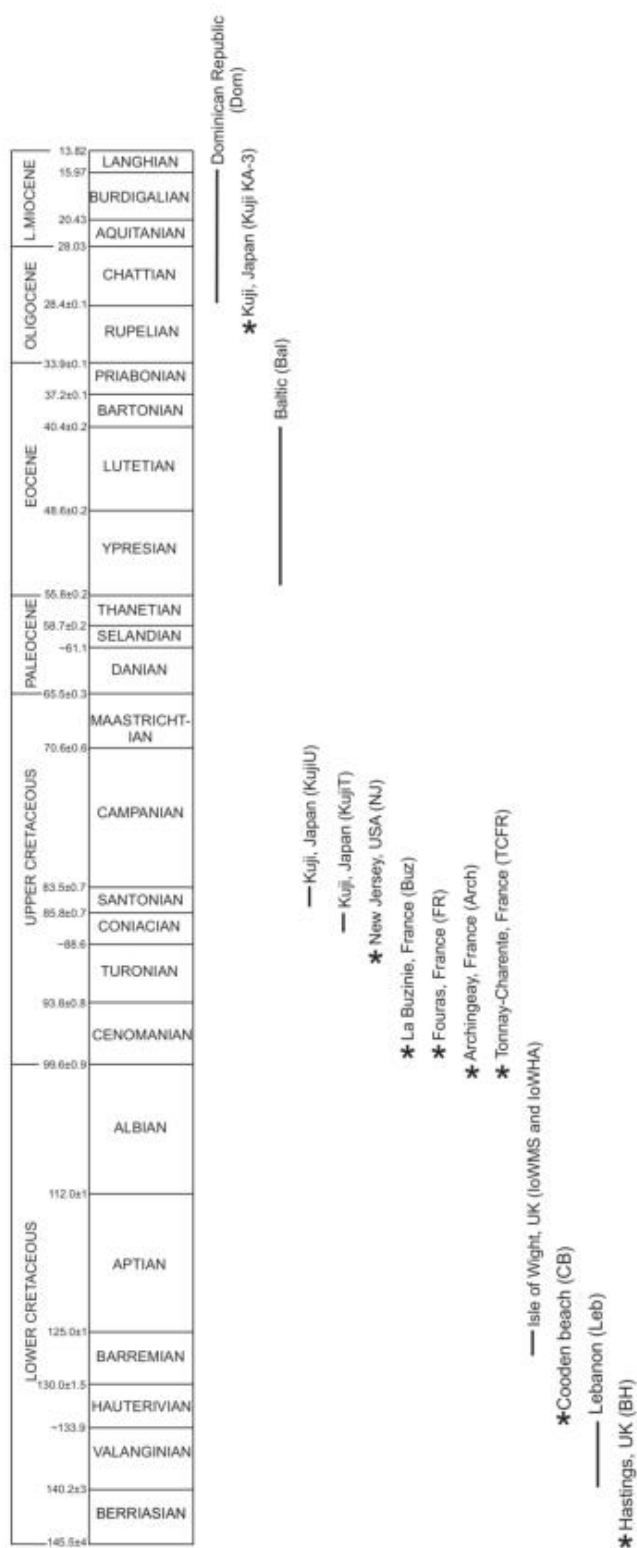 L.MIOCENE
OLIGOCENE
EOCENE
PALEOCENE
UPPER CRETACEOUS
LOWER CRETACEOUS
13.82
LANGHIAN
15.97
BURDIGALIAN
20.43
AQUITANIAN
28.03
CHATTIAN
28.4±0.1
RUPELIAN
33.9±0.1
PRIABONIAN
37.2±0.1
BARTONIAN
40.4±0.2
LUTETIAN
48.6±0.2
YPRESIAN
55.8±0.2
THANETIAN
58.7±0.2
SELANDIAN
~61.1
DANIAN
65.5±0.3
MAASTRICHT-
IAN
70.6±0.6
CAMPANIAN
83.5±0.7
SANTONIAN
85.8±0.7
CONIACIAN
~88.6
TURONIAN
93.6±0.8
CENOMANIAN
99.6±0.9
ALBIAN
112.0±1
APTIAN
125.0±1
BARREMIAN
130.0±1.5
HAUTERIVIAN
~133.9
VALANGINIAN
140.2±3
BERRIASIAN
145.5±4
Dominican Republic
(Dom)
*Kuji, Japan (Kuji KA-3)
Baltic (Bal)
Kuji, Japan (KujiU)
Kuji, Japan (KujiT)
*New Jersey, USA (NJ)
*La Buzinie, France (Buz)
*Fouras, France (FR)
*Archingeay, France (Arch)
*Tonnay-Charente, France (TCFR)
Isle of Wight, UK (IoWMS and IoWHA)
*Cooden beach (CB)
Lebanon (Leb)
*Hastings, UK (BH)